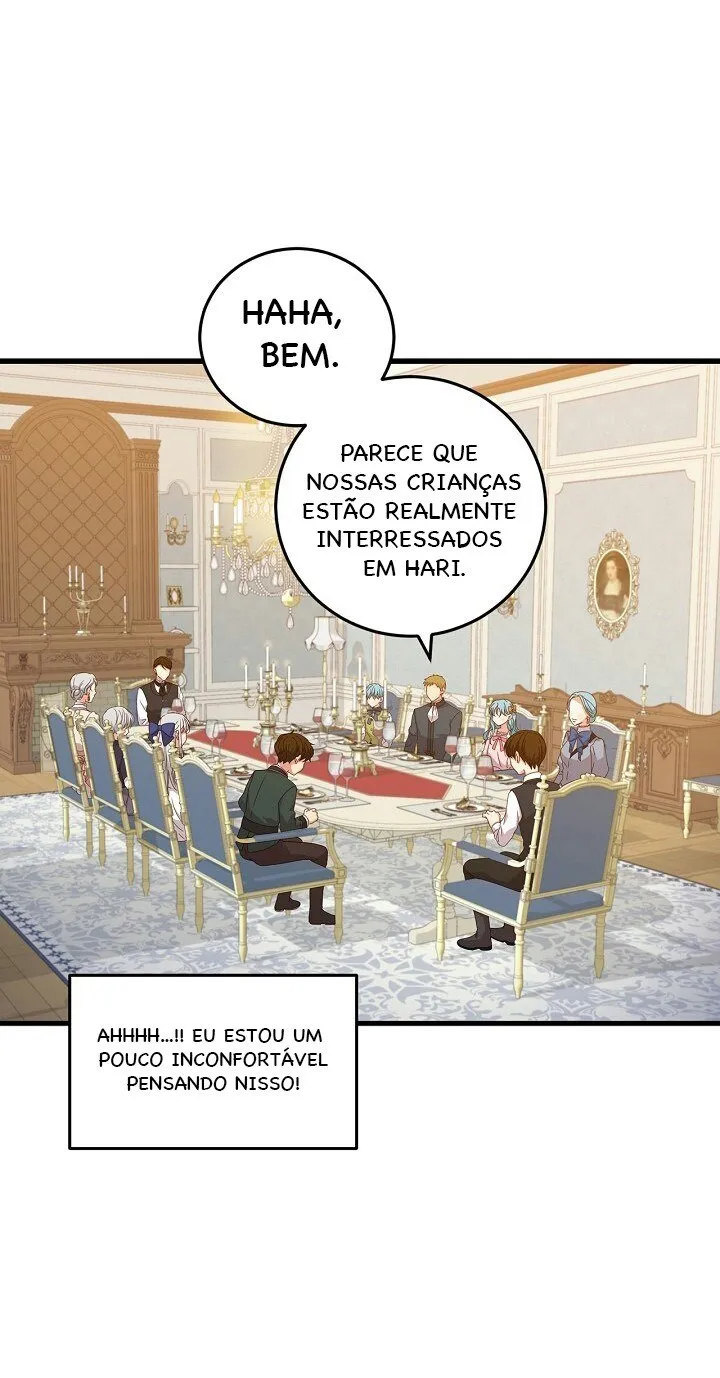 HAHA,
BEM.
PARECE QUE
NOSSAS CRIANÇAS
ESTÃO REALMENTE
INTERRESSADOS
EM HARI.
AHHHH...!! EU ESTOU UM
POUCO INCONFORTÁVEL
PENSANDO NISSO!